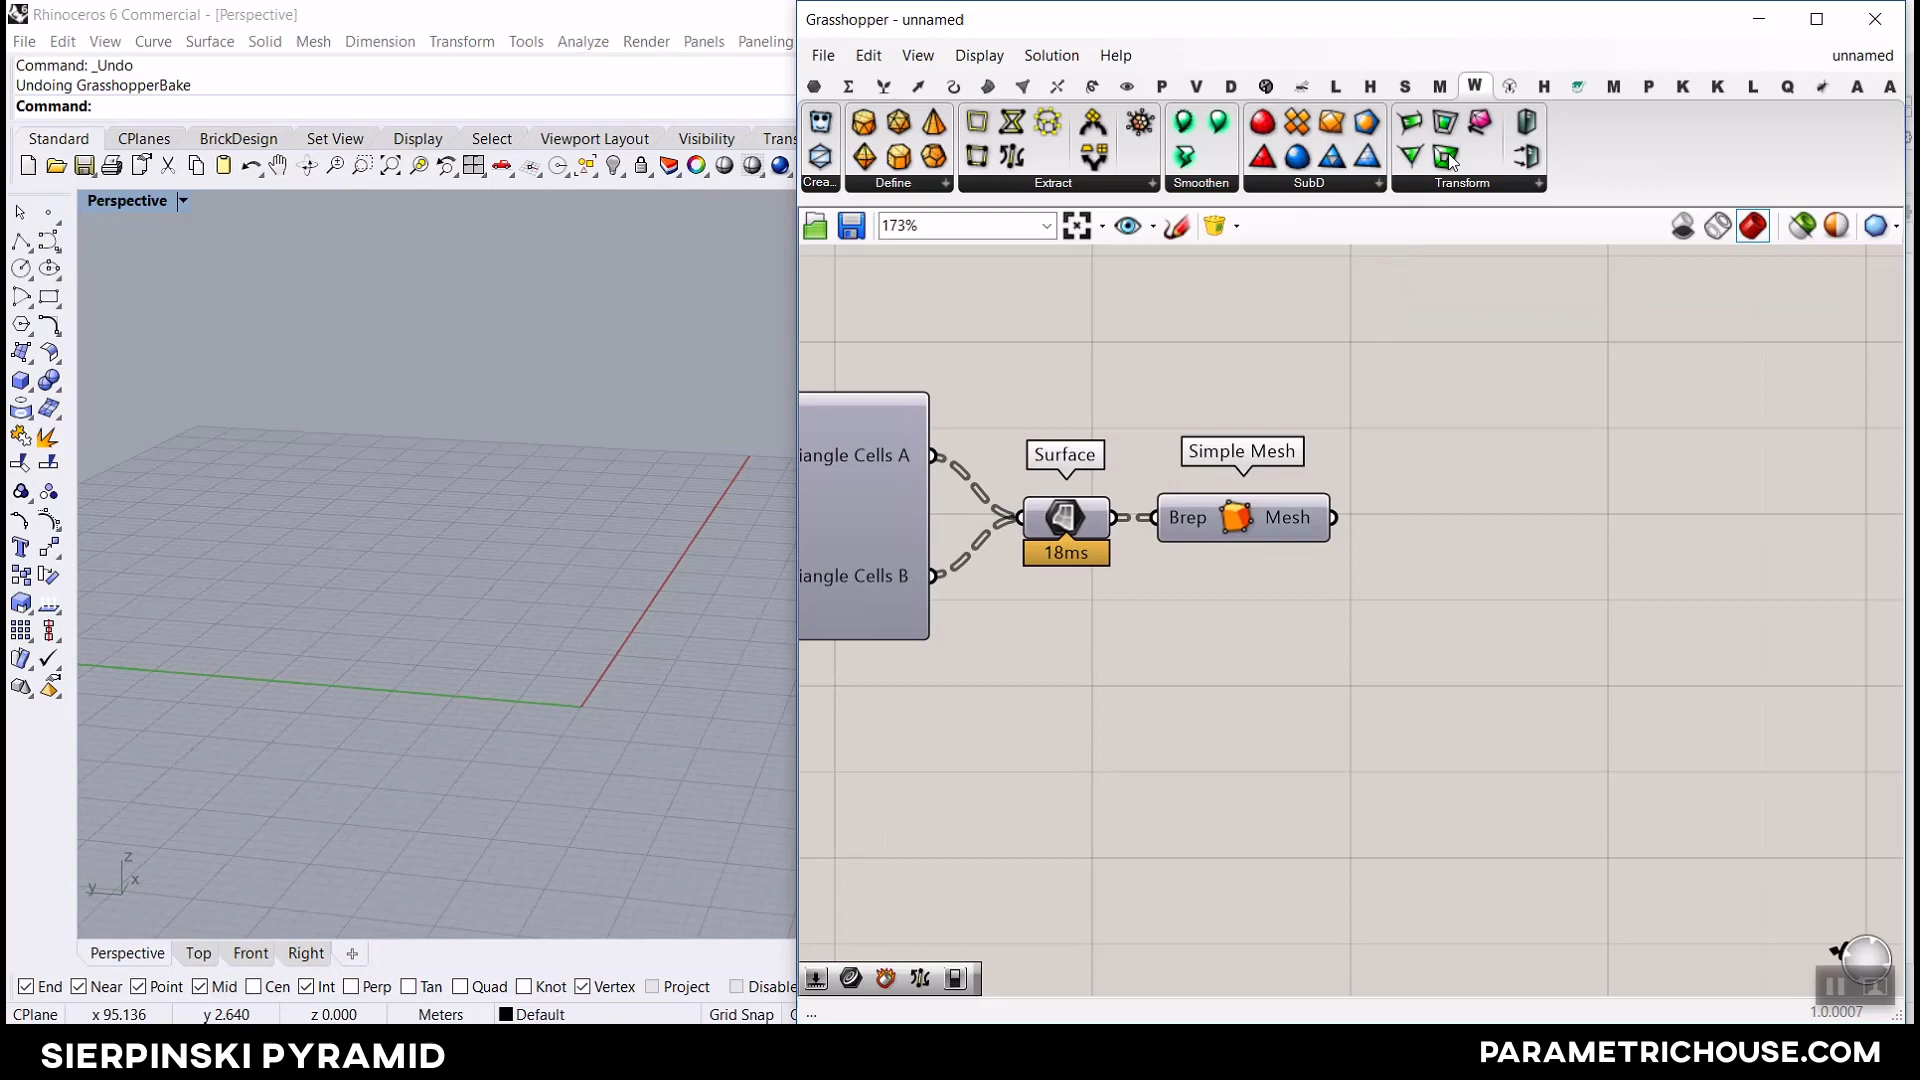 Rhinoceros 6 Commercial - [Perspective]
File Edit View Curve Surface Solid Mesh Dimension Transform Tools Analyze Render Panels Paneling
Command: _Undo
Undoing GrasshopperBake
Command:
Standard CPlanes BrickDesign Set View Display Select Viewport Layout Visibility Trans
Perspective
z
y x
Perspective Top Front Right
End Near Point Mid Cen Int Perp Tan Quad Knot Vertex Project Disable
CPlane x 95.136 y 2.640 z 0.000 Meters Default Grid Snap
Grasshopper - unnamed
File Edit View Display Solution Help unnamed
P V D L H S M W H M P K K L Q A A
Crea... Define Extract Smoothen SubD Transform
173%
iangle Cells A
iangle Cells B
Surface
18ms
Simple Mesh
Brep Mesh
...
1.0.0007
SIERPINSKI PYRAMID
PARAMETRICHOUSE.COM